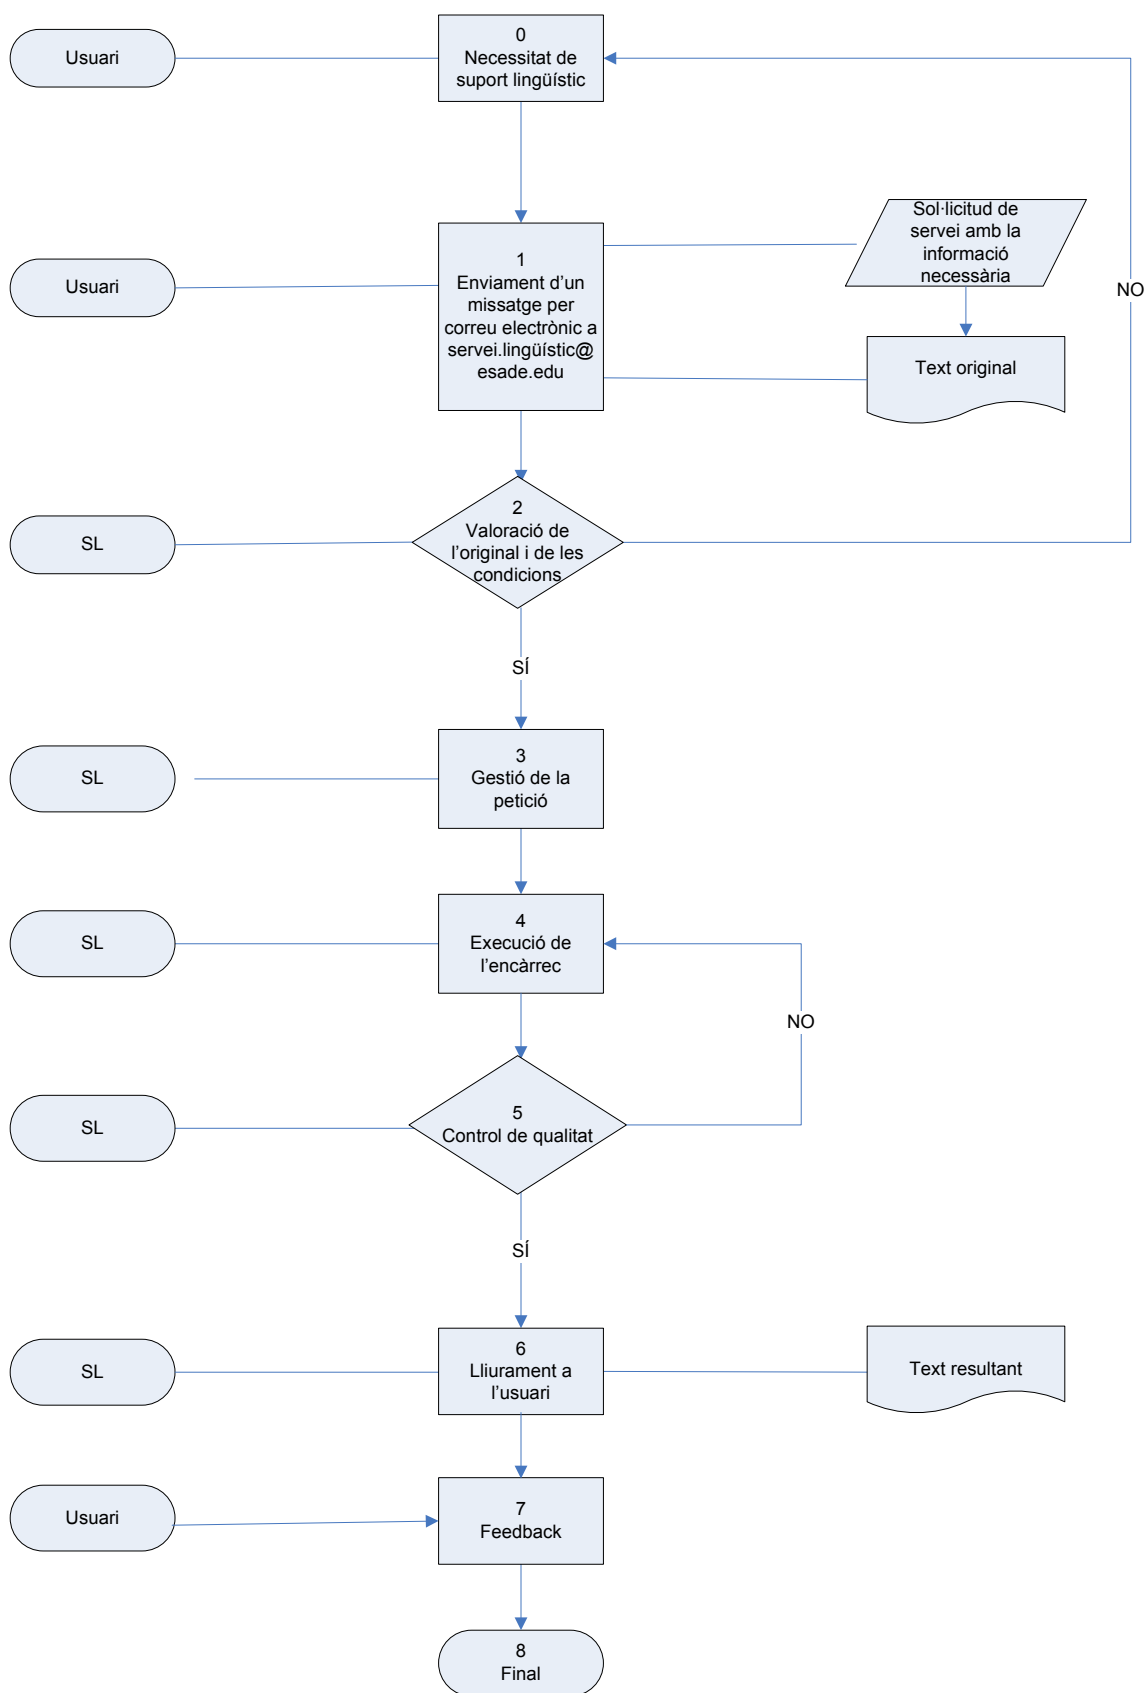 Usuari
0
Necessitat de
suport lingüístic
Usuari
1
Enviament d’un
missatge per
correu electrònic a
servei.lingüístic@
esade.edu
Sol·licitud de
servei amb la
informació
necessària
NO
Text original
SL
2
Valoració de
l’original i de les
condicions
SÍ
SL
3
Gestió de la
petició
SL
4
Execució de
l’encàrrec
NO
SL
5
Control de qualitat
SÍ
SL
6
Lliurament a
l’usuari
Text resultant
Usuari
7
Feedback
8
Final